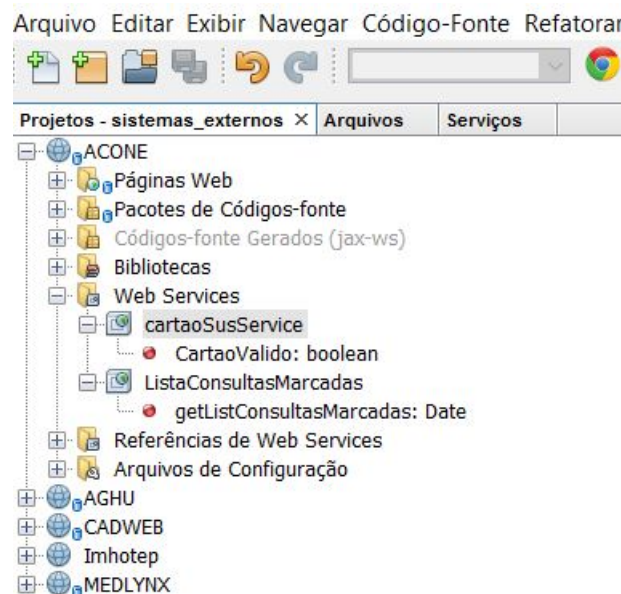 Arquivo Editar Exibir Navegar Código-Fonte Refatorar
Projetos - sistemas_externos × Arquivos Serviços
ACONE
Páginas Web
Pacotes de Códigos-fonte
Códigos-fonte Gerados (jax-ws)
Bibliotecas
Web Services
cartaoSusService
CartaoValido: boolean
ListaConsultasMarcadas
getListConsultasMarcadas: Date
Referências de Web Services
Arquivos de Configuração
AGHU
CADWEB
Imhotep
MEDLYNX